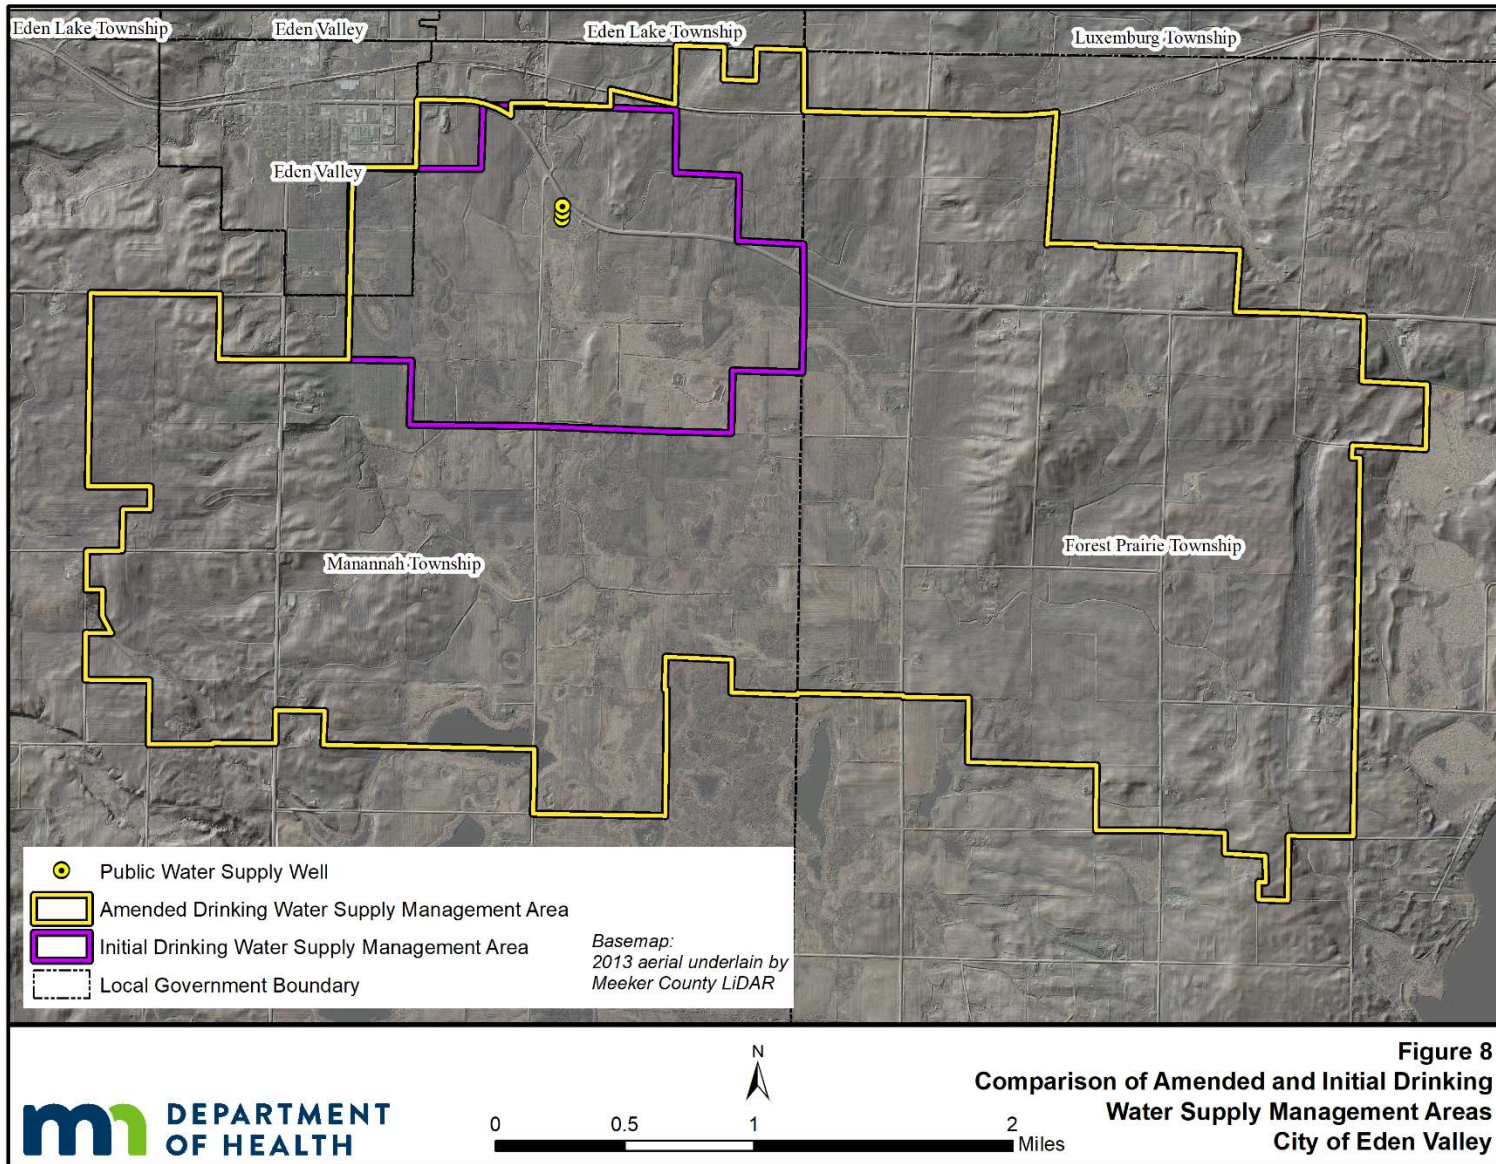 Eden Lake Township
Eden Valley
Eden Lake Township
Luxemburg Township
Eden Valley
Manannah Township
Forest Prairie Township
Public Water Supply Well
Amended Drinking Water Supply Management Area
Initial Drinking Water Supply Management Area
Local Government Boundary
Basemap:
2013 aerial underlain by
Meeker County LiDAR
mn DEPARTMENT
OF HEALTH
N
0 0.5 1 2
Miles
Figure 8
Comparison of Amended and Initial Drinking
Water Supply Management Areas
City of Eden Valley